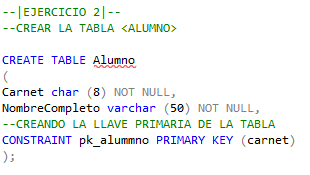 --|EJERCICIO 2|--
--CREAR LA TABLA <ALUMNO>
CREATE TABLE Alumno
(
Carnet char (8) NOT NULL,
NombreCompleto varchar (50) NOT NULL,
--CREANDO LA LLAVE PRIMARIA DE LA TABLA
CONSTRAINT pk_alummno PRIMARY KEY (carnet)
);